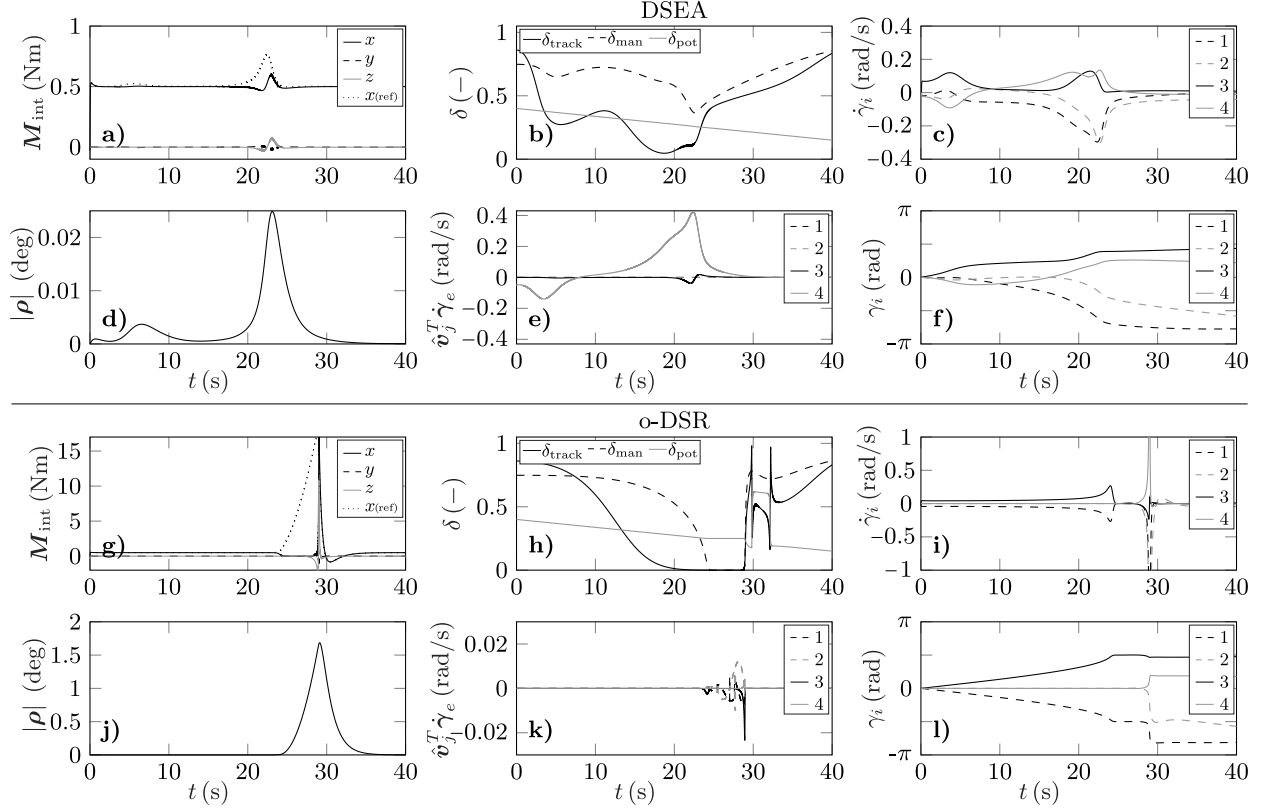 DSEA
M_int (Nm)
1
0.5
0
x
y
z
x(ref)
a)
0 10 20 30 40
δ (−)
1
0.5
0
δ_track δ_man δ_pot
b)
0 10 20 30 40
γ̇_i (rad/s)
0.4
0.2
0
−0.2
−0.4
1
2
3
4
c)
0 10 20 30 40
|ρ| (deg)
0.02
0.01
0
d)
0 10 20 30 40
t (s)
v̂_j^T γ̇_e (rad/s)
0.4
0.2
0
−0.2
−0.4
1
2
3
4
e)
0 10 20 30 40
t (s)
γ_i (rad)
π
0
-π
1
2
3
4
f)
0 10 20 30 40
t (s)
o-DSR
M_int (Nm)
15
10
5
0
x
y
z
x(ref)
g)
0 10 20 30 40
δ (−)
1
0.5
0
δ_track δ_man δ_pot
h)
0 10 20 30 40
γ̇_i (rad/s)
1
0.5
0
−0.5
−1
1
2
3
4
i)
0 10 20 30 40
|ρ| (deg)
2
1.5
1
0.5
0
j)
0 10 20 30 40
t (s)
v̂_j^T γ̇_e (rad/s)
0.02
0
−0.02
1
2
3
4
k)
0 10 20 30 40
t (s)
γ_i (rad)
π
0
-π
1
2
3
4
l)
0 10 20 30 40
t (s)